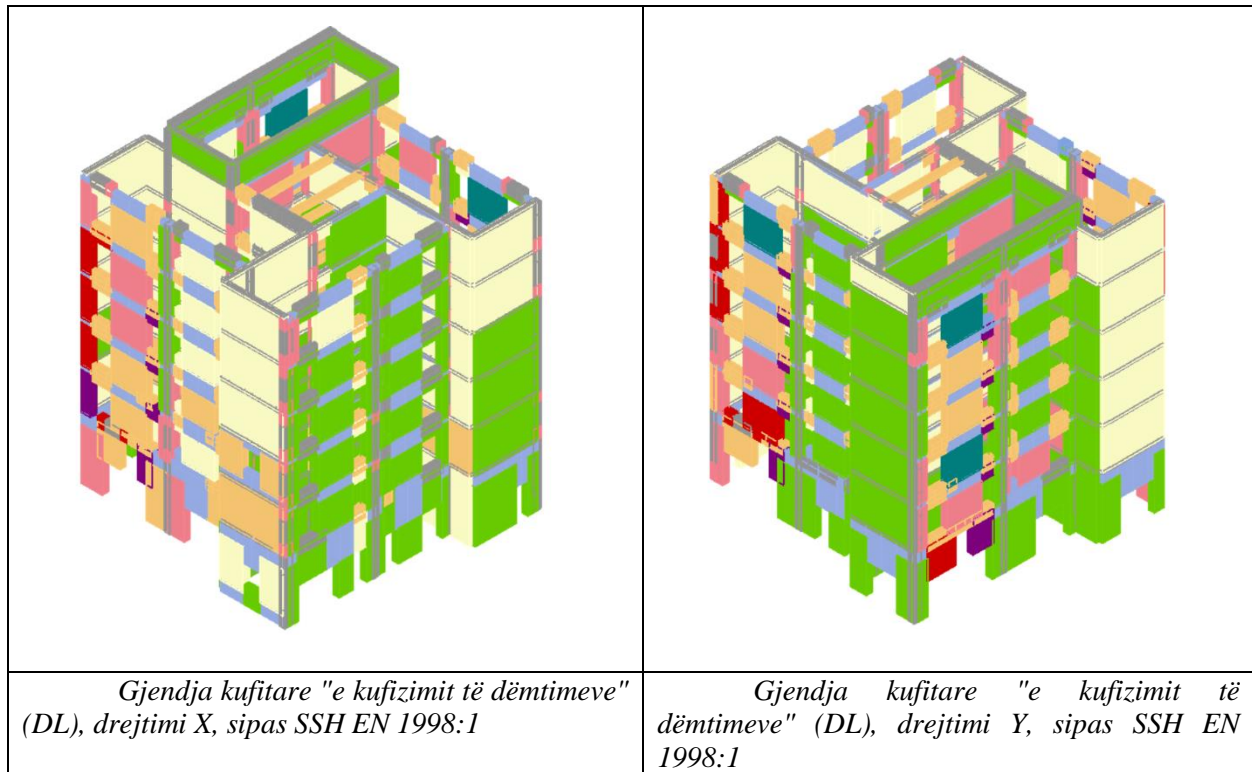 Gjendja kufitare "e kufizimit të dëmtimeve"
(DL), drejtimi X, sipas SSH EN 1998:1
Gjendja kufitare "e kufizimit të
dëmtimeve" (DL), drejtimi Y, sipas SSH EN
1998:1